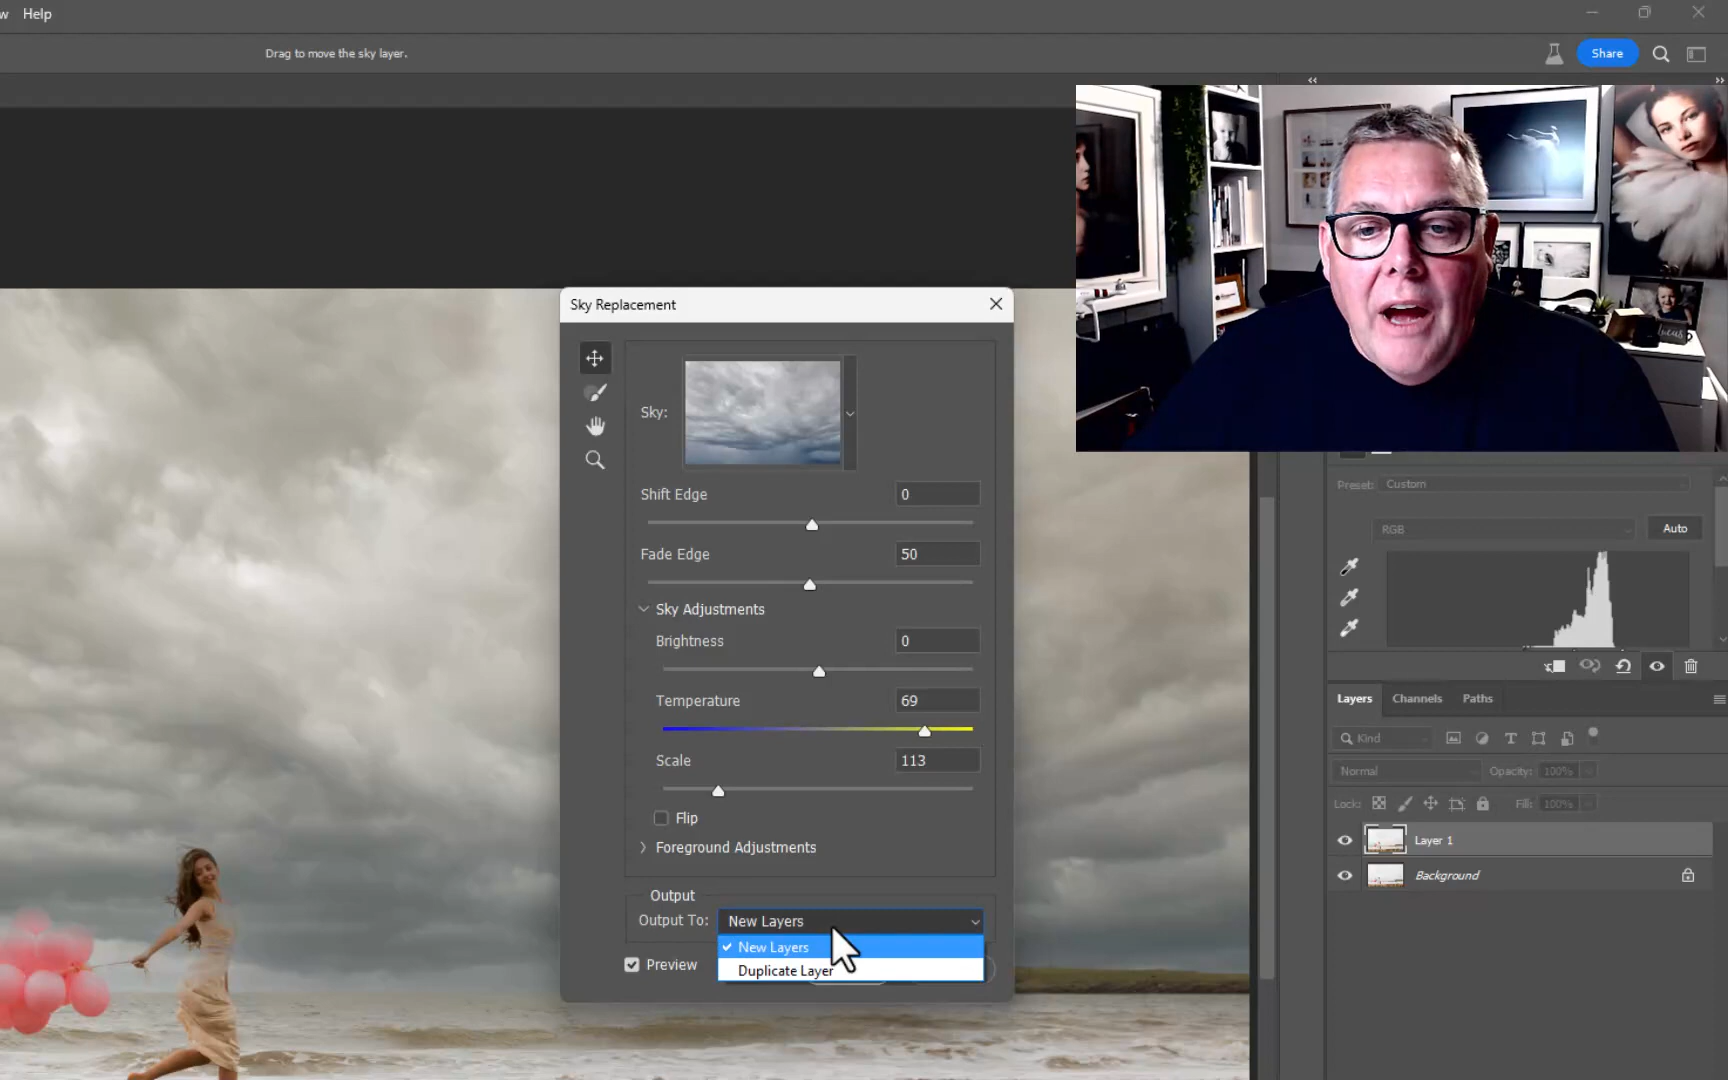 w Help
Drag to move the sky layer.
Share
Sky Replacement
Sky:
Shift Edge 0
Fade Edge 50
Sky Adjustments
Brightness 0
Temperature 69
Scale 113
Flip
Foreground Adjustments
Output
Output To: New Layers
New Layers
Duplicate Layer
Preview
Preset: Custom
RGB
Auto
Layers Channels Paths
Kind
Normal Opacity: 100%
Lock: Fill: 100%
Layer 1
Background